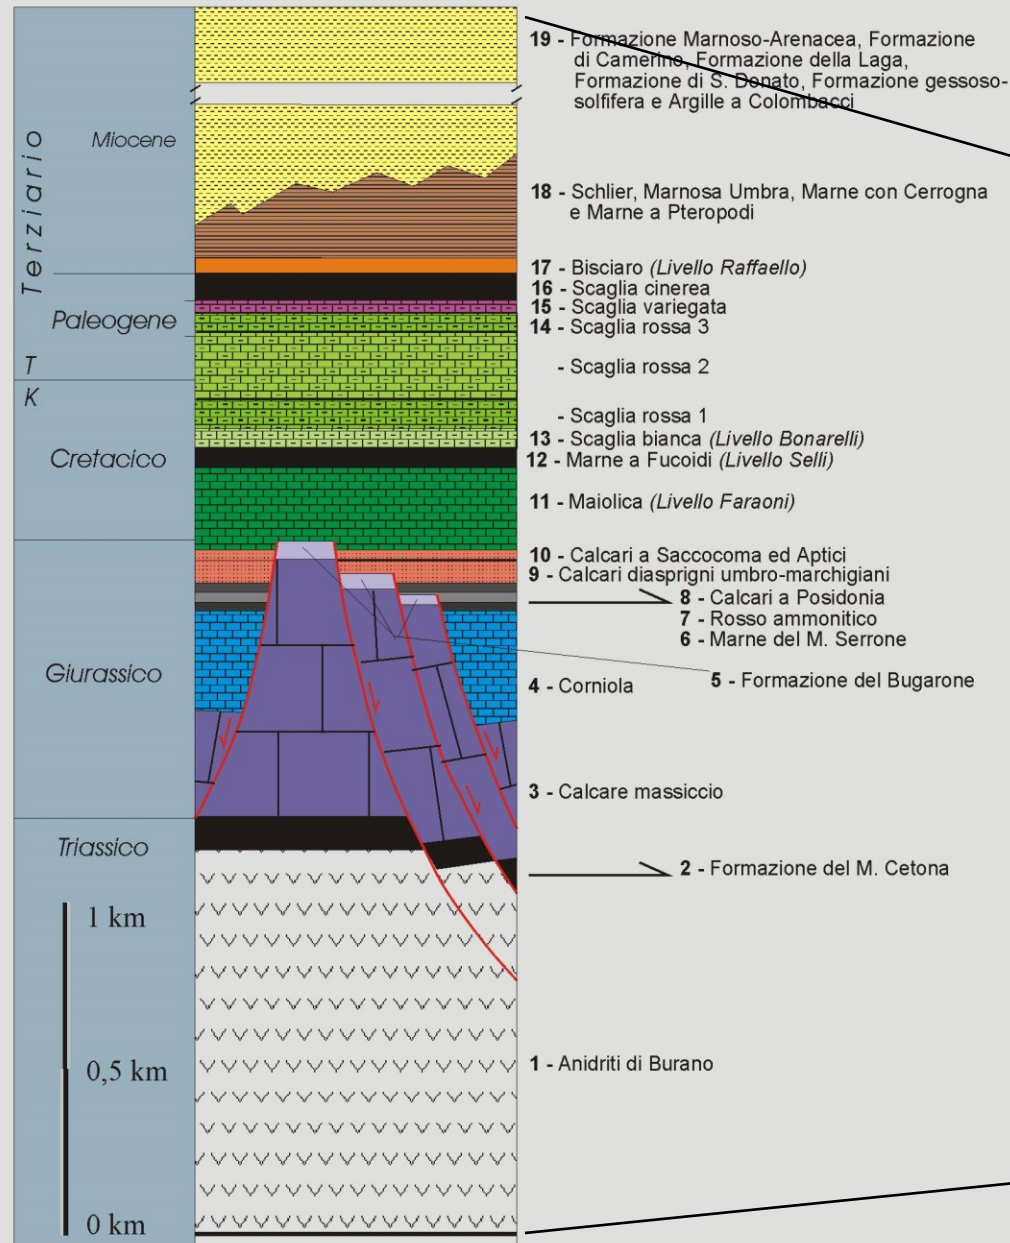 19 - Formazione Marnoso-Arenacea, Formazione
di Camerino, Formazione della Laga,
Formazione di S. Donato, Formazione gessoso-
solfifera e Argille a Colombacci
Terziario
Miocene
18 - Schlier, Marnosa Umbra, Marne con Cerrogna
e Marne a Pteropodi
17 - Bisciaro (Livello Raffaello)
16 - Scaglia cinerea
15 - Scaglia variegata
Paleogene
14 - Scaglia rossa 3
T
- Scaglia rossa 2
K
- Scaglia rossa 1
13 - Scaglia bianca (Livello Bonarelli)
Cretacico
12 - Marne a Fucoidi (Livello Selli)
11 - Maiolica (Livello Faraoni)
10 - Calcari a Saccocoma ed Aptici
9 - Calcari diasprigni umbro-marchigiani
8 - Calcari a Posidonia
7 - Rosso ammonitico
6 - Marne del M. Serrone
Giurassico
4 - Corniola
5 - Formazione del Bugarone
3 - Calcare massiccio
Triassico
2 - Formazione del M. Cetona
1 km
0,5 km
1 - Anidriti di Burano
0 km